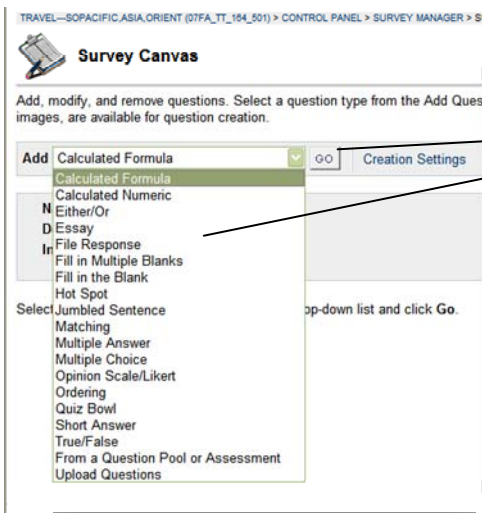 TRAVEL—SOPACIFIC,ASIA,ORIENT (07FA_TT_164_501) > CONTROL PANEL > SURVEY MANAGER >
Survey Canvas
Add, modify, and remove questions. Select a question type from the Add
images, are available for question creation.
Add Calculated Formula GO Creation Settings
Calculated Formula
Calculated Numeric
Either/Or
Essay
File Response
Fill in Multiple Blanks
Fill in the Blank
Hot Spot
Jumbled Sentence
Matching
Multiple Answer
Multiple Choice
Opinion Scale/Likert
Ordering
Quiz Bowl
Short Answer
True/False
From a Question Pool or Assessment
Upload Questions
list and click Go.